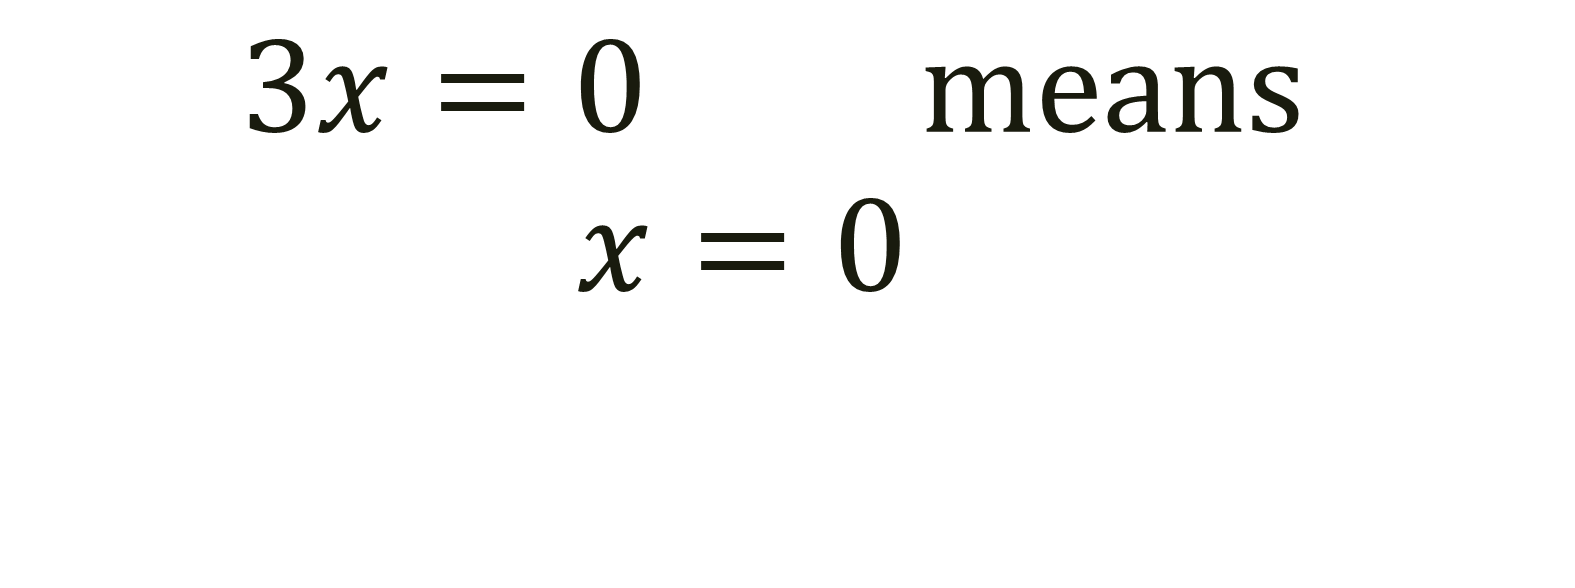 3x = 0 means
x = 0